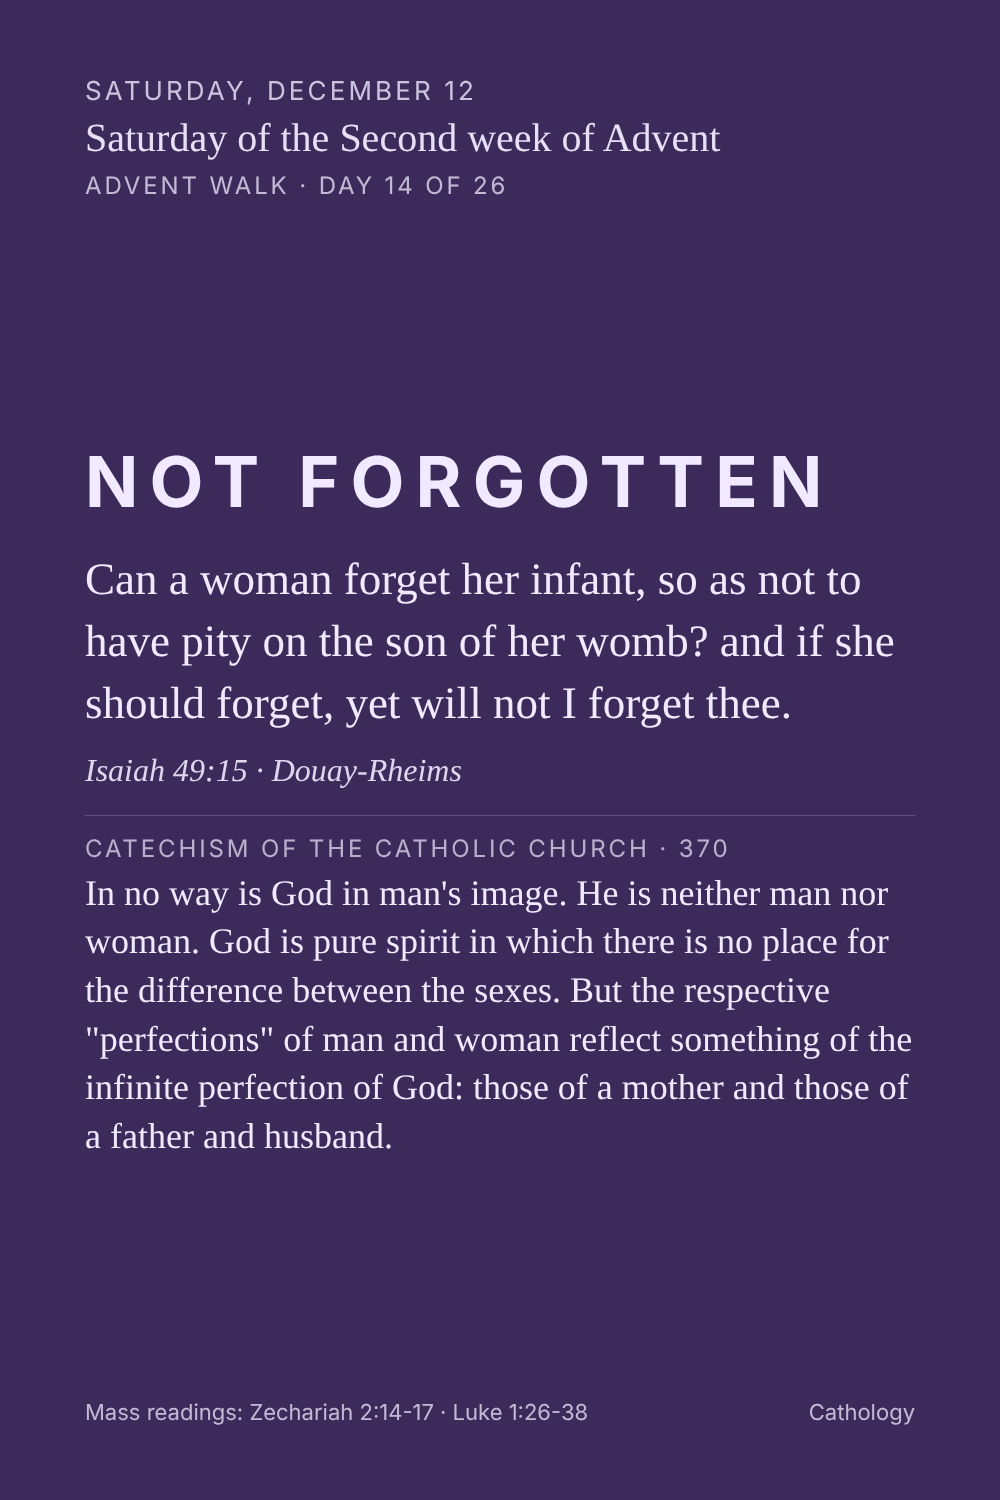 SATURDAY, DECEMBER 12
Saturday of the Second week of Advent
ADVENT WALK · DAY 14 OF 26
NOT FORGOTTEN
Can a woman forget her infant, so as not to
have pity on the son of her womb? and if she
should forget, yet will not I forget thee.
Isaiah 49:15 · Douay-Rheims
CATECHISM OF THE CATHOLIC CHURCH · 370
In no way is God in man's image. He is neither man nor
woman. God is pure spirit in which there is no place for
the difference between the sexes. But the respective
"perfections" of man and woman reflect something of the
infinite perfection of God: those of a mother and those of
a father and husband.
Mass readings: Zechariah 2:14-17 · Luke 1:26-38
Cathology